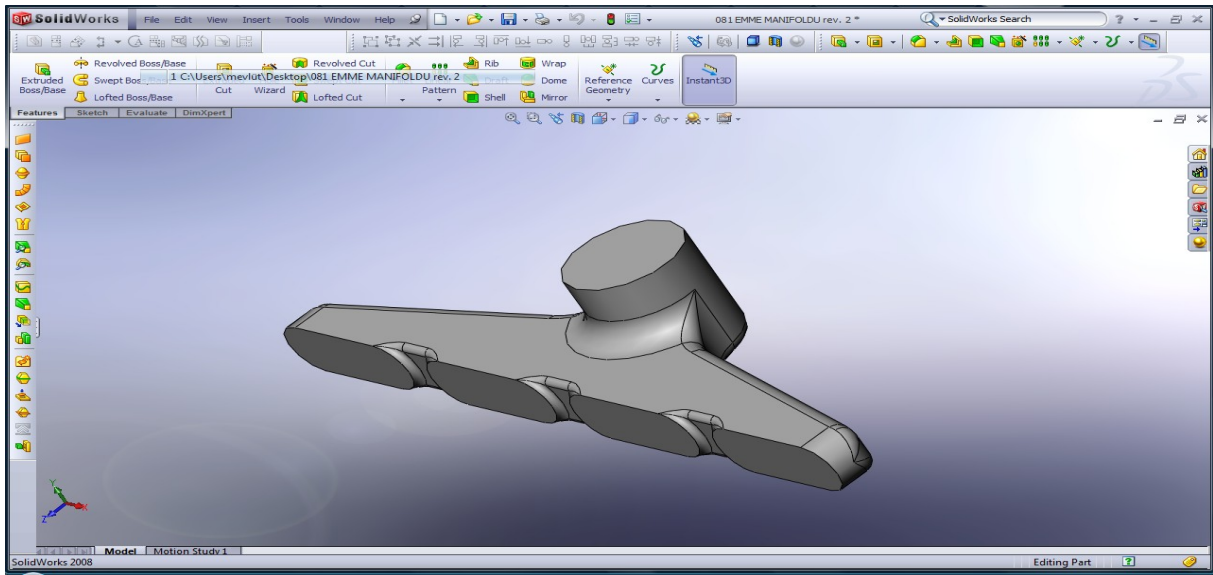 SolidWorks File Edit View Insert Tools Window Help 081 EMME MANIFOLDU rev. 2 * SolidWorks Search
Revolved Boss/Base Revolved Cut Rib Wrap
Extruded Boss/Base Swept Bos 1 C:\Users\mevlüt\Desktop\081 EMME MANIFOLDU rev. 2 Draft Dome Reference Geometry Curves Instant3D
Lofted Boss/Base Cut Wizard Lofted Cut Pattern Shell Mirror
Features Sketch Evaluate DimXpert
Y
X
Z
Model Motion Study 1
SolidWorks 2008 Editing Part